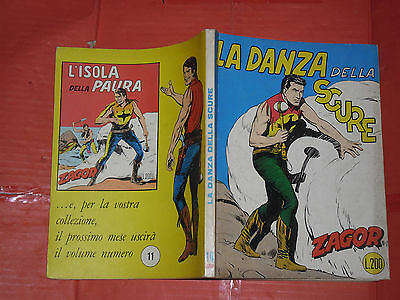 L'ISOLA
DELLA PAURA
ZAGOR
L.200
...e, per la vostra
collezione,
il prossimo mese uscirà
il volume numero 11
LA DANZA DELLA SCURE
16
LA DANZA
DELLA
SCURE
ZAGOR
L.200